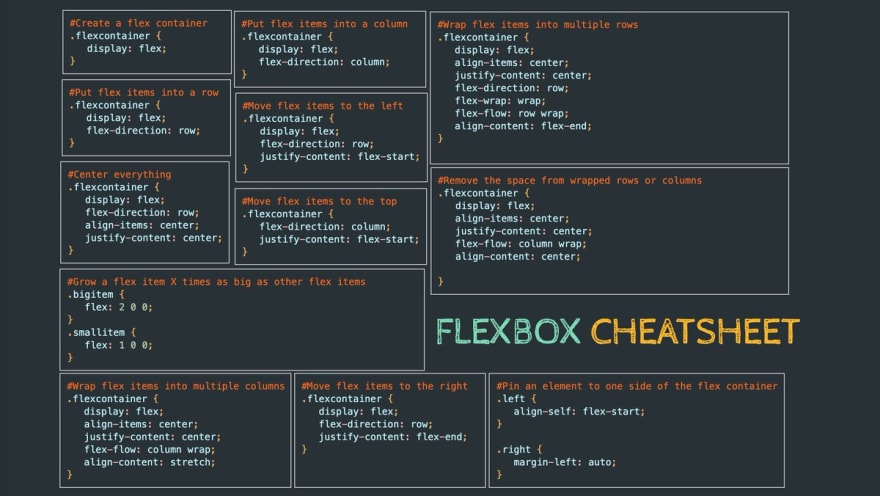 #Create a flex container
.flexcontainer {
display: flex;
}
#Put flex items into a row
.flexcontainer {
display: flex;
flex-direction: row;
}
#Center everything
.flexcontainer {
display: flex;
flex-direction: row;
align-items: center;
justify-content: center;
}
#Put flex items into a column
.flexcontainer {
display: flex;
flex-direction: column;
}
#Move flex items to the left
.flexcontainer {
display: flex;
flex-direction: row;
justify-content: flex-start;
}
#Move flex items to the top
.flexcontainer {
flex-direction: column;
justify-content: flex-start;
}
#Wrap flex items into multiple rows
.flexcontainer {
display: flex;
align-items: center;
justify-content: center;
flex-direction: row;
flex-wrap: wrap;
flex-flow: row wrap;
align-content: flex-end;
}
#Remove the space from wrapped rows or columns
.flexcontainer {
display: flex;
align-items: center;
justify-content: center;
flex-flow: column wrap;
align-content: center;
}
#Grow a flex item X times as big as other flex items
.bigitem {
flex: 2 0 0;
}
.smallitem {
flex: 1 0 0;
}
FLEXBOX CHEATSHEET
#Wrap flex items into multiple columns
.flexcontainer {
display: flex;
align-items: center;
justify-content: center;
flex-flow: column wrap;
align-content: stretch;
}
#Move flex items to the right
.flexcontainer {
display: flex;
flex-direction: row;
justify-content: flex-end;
}
#Pin an element to one side of the flex container
.left {
align-self: flex-start;
}
.right {
margin-left: auto;
}